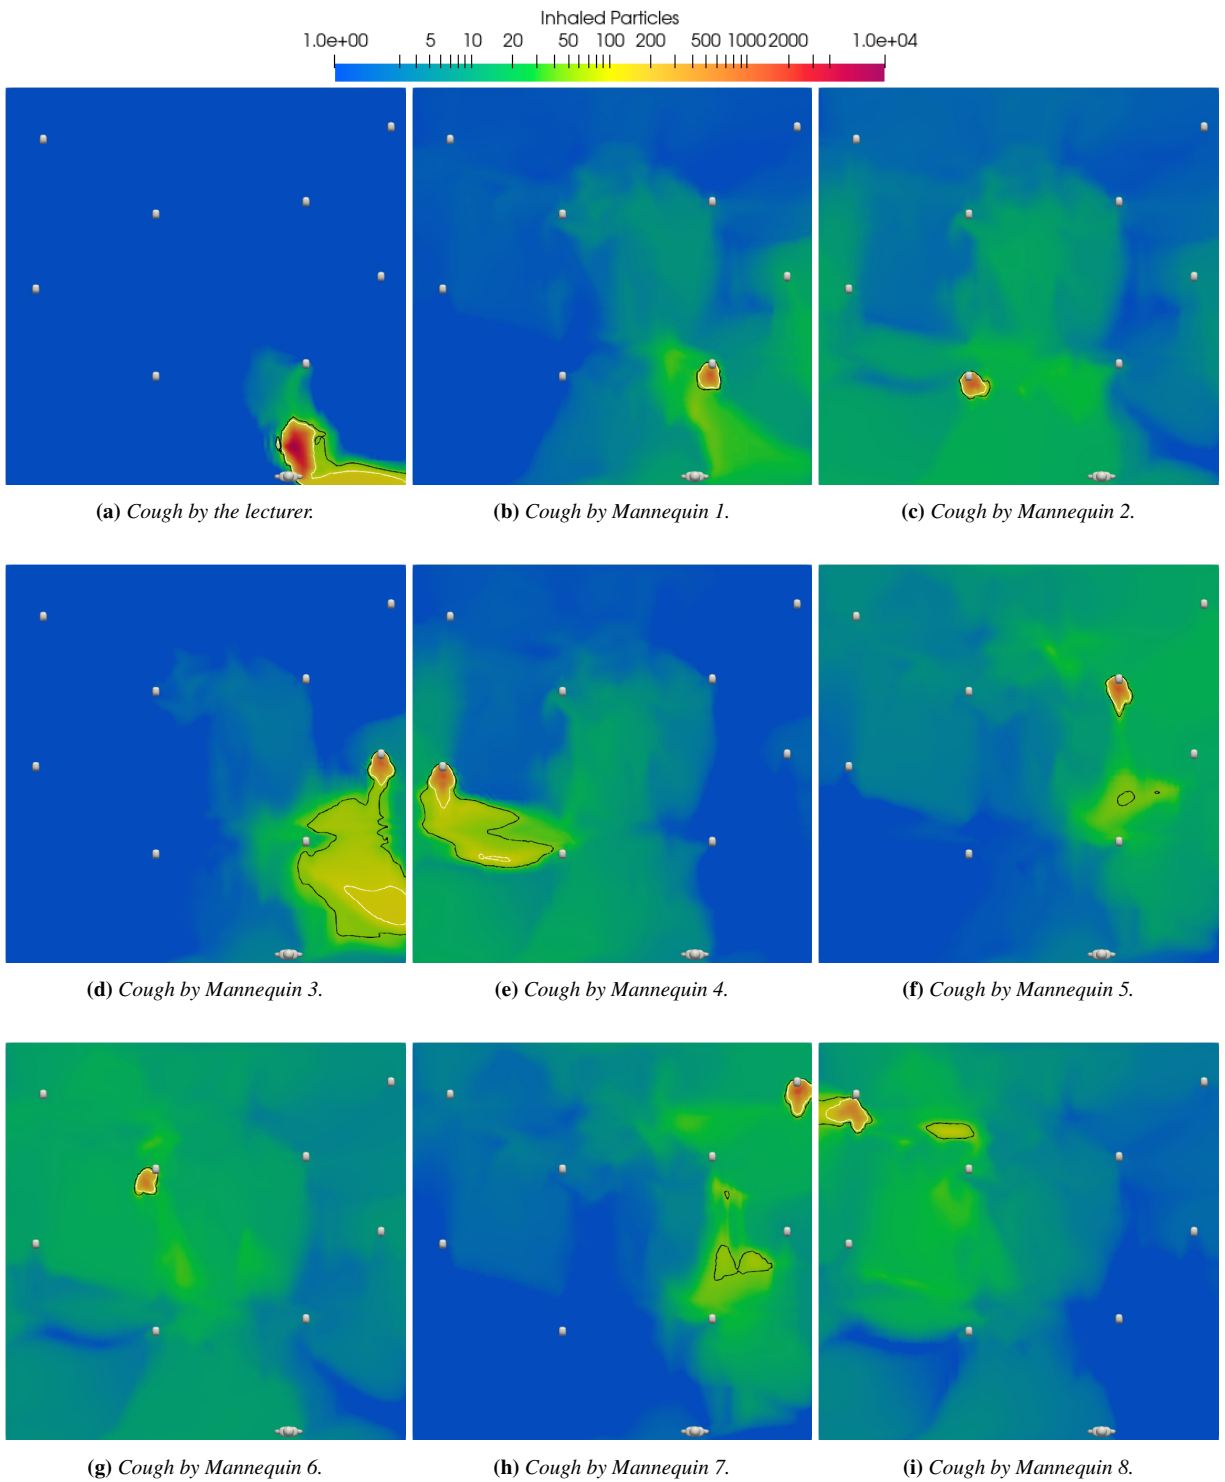 Inhaled Particles
1.0e+00 5 10 20 50 100 200 500 1000 2000 1.0e+04
(a) Cough by the lecturer.
(b) Cough by Mannequin 1.
(c) Cough by Mannequin 2.
(d) Cough by Mannequin 3.
(e) Cough by Mannequin 4.
(f) Cough by Mannequin 5.
(g) Cough by Mannequin 6.
(h) Cough by Mannequin 7.
(i) Cough by Mannequin 8.